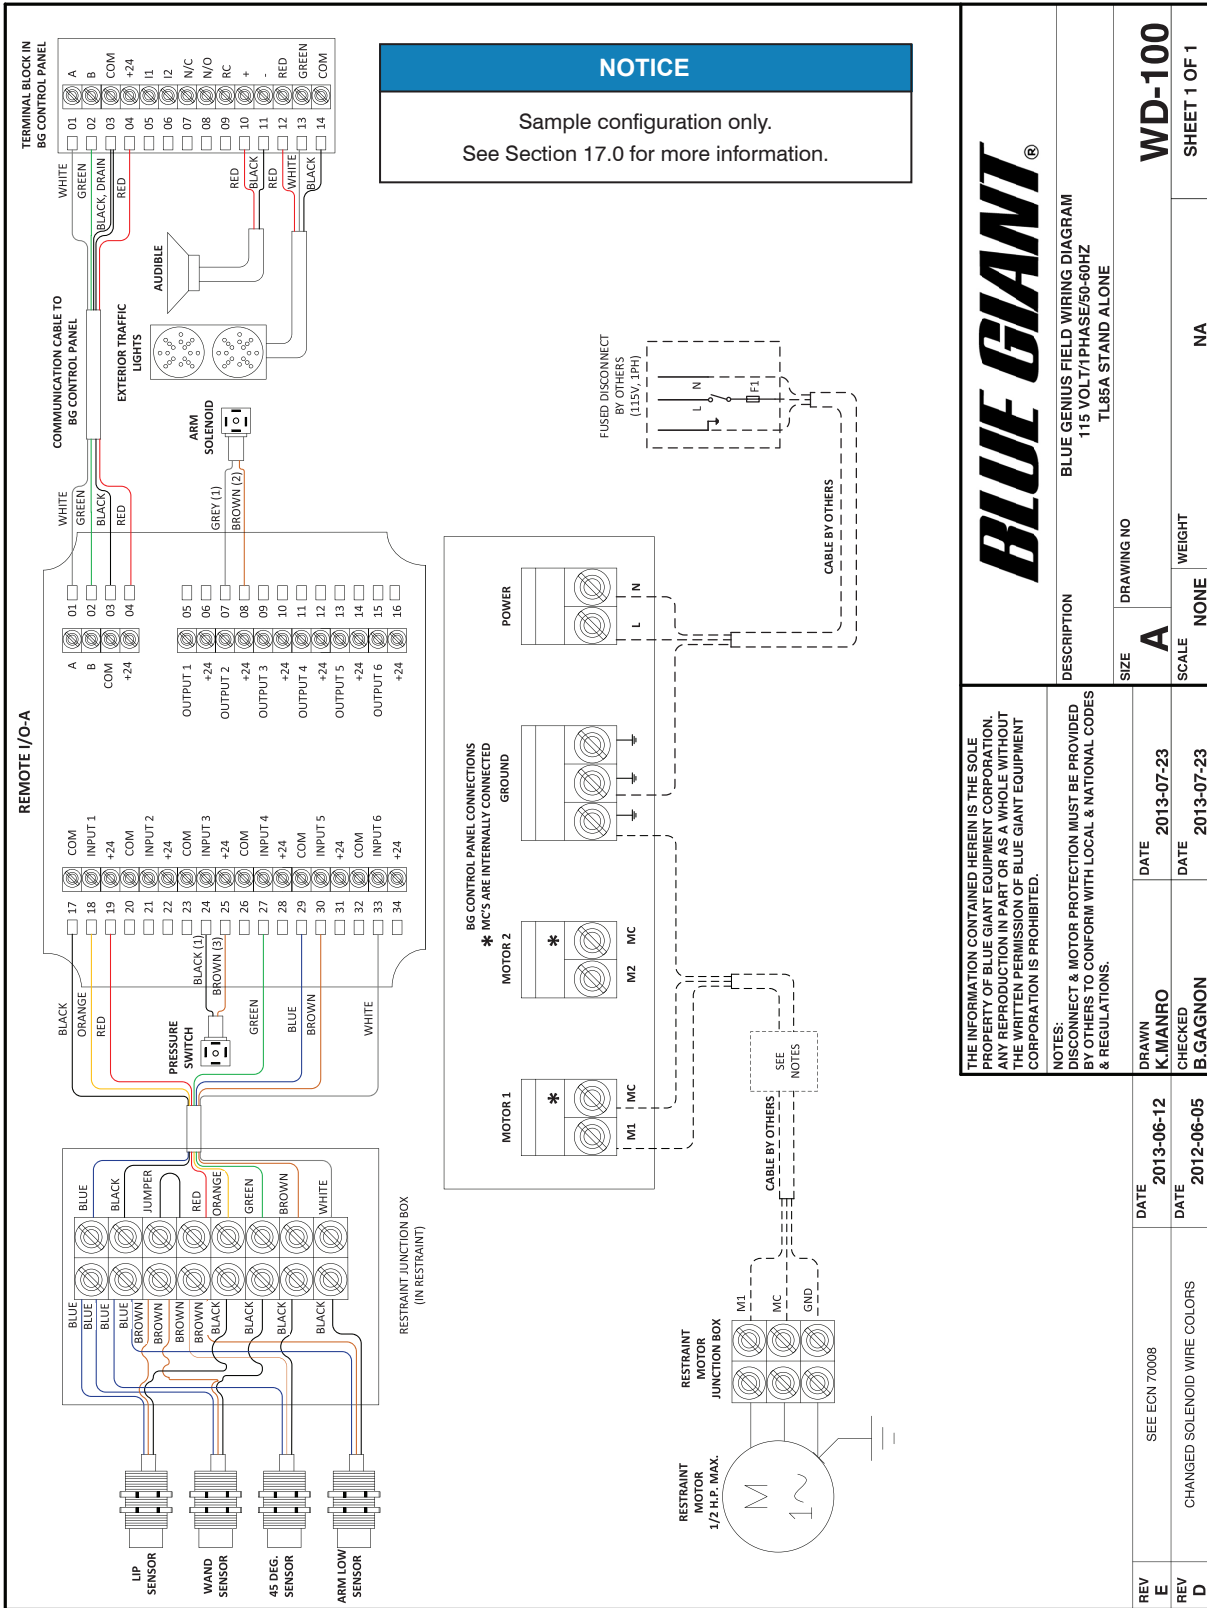 NOTICE
Sample configuration only.
See Section 17.0 for more information.
TERMINAL BLOCK IN
BG CONTROL PANEL
01 A
02 B
03 COM
04 +24
05 I1
06 I2
07 N/C
08 N/O
09 RC
10 +
11 -
12 RED
13 GREEN
14 COM
WHITE
GREEN
BLACK, DRAIN
RED
RED
BLACK
RED
WHITE
BLACK
AUDIBLE
EXTERIOR TRAFFIC
LIGHTS
COMMUNICATION CABLE TO
BG CONTROL PANEL
WHITE
GREEN
BLACK
RED
ARM
SOLENOID
GREY (1)
BROWN (2)
REMOTE I/O-A
A 01
B 02
COM 03
+24 04
OUTPUT 1 05
+24 06
OUTPUT 2 07
+24 08
OUTPUT 3 09
+24 10
OUTPUT 4 11
+24 12
OUTPUT 5 13
+24 14
OUTPUT 6 15
+24 16
17 COM
18 INPUT 1
19 +24
20 COM
21 INPUT 2
22 +24
23 COM
24 INPUT 3
25 +24
26 COM
27 INPUT 4
28 +24
29 COM
30 INPUT 5
31 +24
32 COM
33 INPUT 6
34 +24
BLACK
ORANGE
RED
BLACK (1)
BROWN (3)
GREEN
BLUE
BROWN
WHITE
PRESSURE
SWITCH
BLUE
BLACK
JUMPER
RED
ORANGE
GREEN
BROWN
WHITE
RESTRAINT JUNCTION BOX
(IN RESTRAINT)
BLUE
BLUE
BLUE
BLUE
BROWN
BROWN
BROWN
BROWN
BLACK
BLACK
BLACK
BLACK
LIP
SENSOR
WAND
SENSOR
45 DEG.
SENSOR
ARM LOW
SENSOR
BG CONTROL PANEL CONNECTIONS
* MC'S ARE INTERNALLY CONNECTED
MOTOR 1
*
M1 MC
MOTOR 2
*
M2 MC
GROUND
POWER
L N
FUSED DISCONNECT
BY OTHERS
(115V, 1PH)
L N
F1
CABLE BY OTHERS
SEE
NOTES
CABLE BY OTHERS
M1
MC
GND
RESTRAINT
MOTOR
JUNCTION BOX
RESTRAINT
MOTOR
1/2 H.P. MAX.
M
1~
BLUE GIANT®
DESCRIPTION
BLUE GENIUS FIELD WIRING DIAGRAM
115 VOLT/1PHASE/50-60HZ
TL85A STAND ALONE
SIZE
A
DRAWING NO
WD-100
SCALE
NONE
WEIGHT
NA
SHEET 1 OF 1
THE INFORMATION CONTAINED HEREIN IS THE SOLE
PROPERTY OF BLUE GIANT EQUIPMENT CORPORATION.
ANY REPRODUCTION IN PART OR AS A WHOLE WITHOUT
THE WRITTEN PERMISSION OF BLUE GIANT EQUIPMENT
CORPORATION IS PROHIBITED.
NOTES:
DISCONNECT & MOTOR PROTECTION MUST BE PROVIDED
BY OTHERS TO CONFORM WITH LOCAL & NATIONAL CODES
& REGULATIONS.
DRAWN
K.MANRO
DATE
2013-07-23
CHECKED
B.GAGNON
DATE
2013-07-23
REV
E
SEE ECN 70008
DATE
2013-06-12
REV
D
CHANGED SOLENOID WIRE COLORS
DATE
2012-06-05